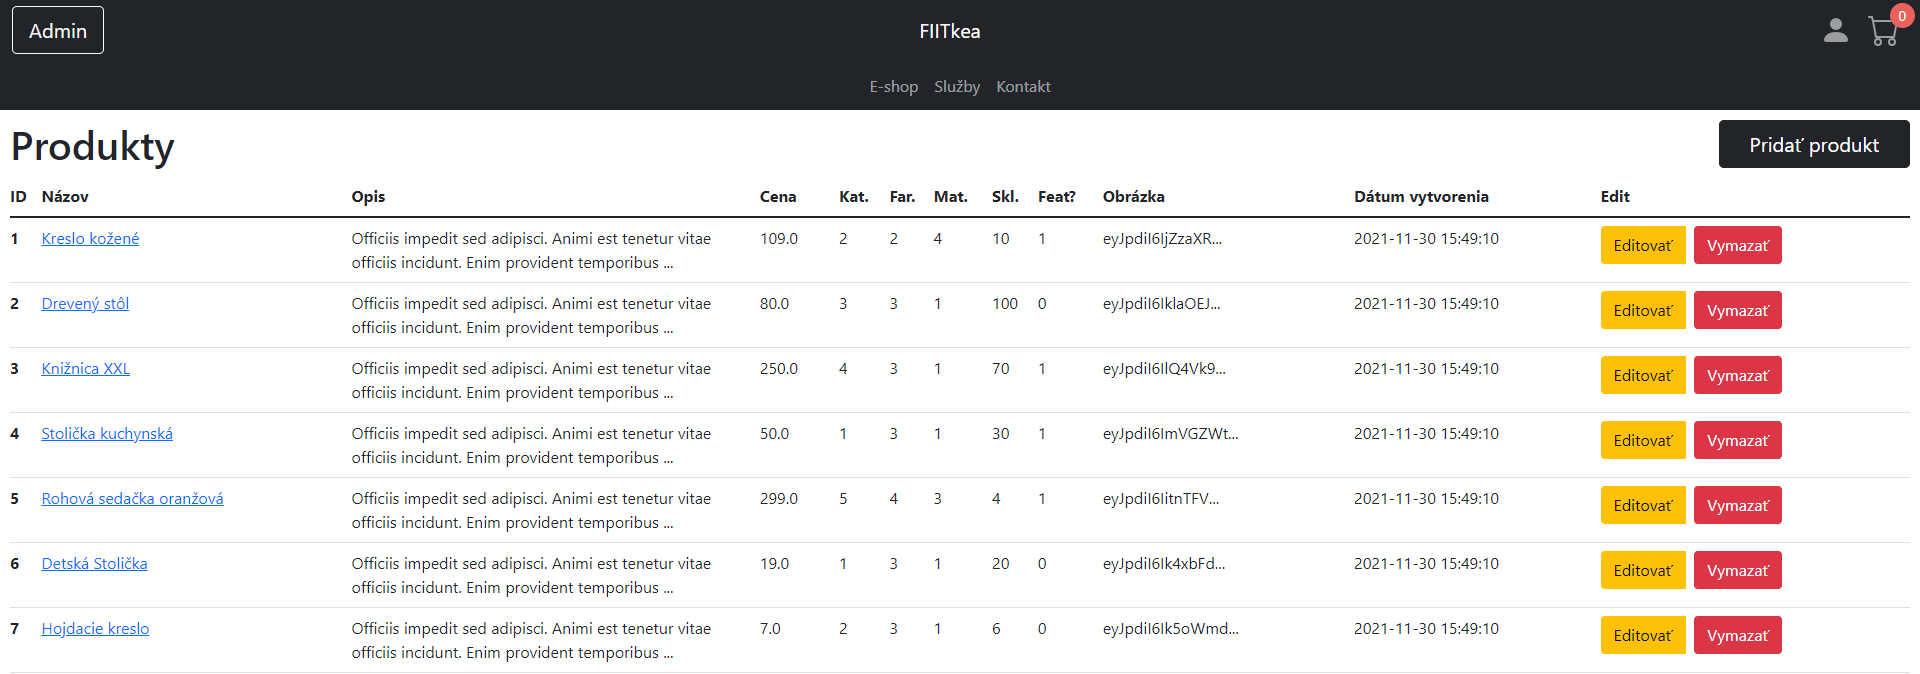 Admin
FIITkea
0
E-shop Služby Kontakt
Produkty
Pridať produkt
ID Názov Opis Cena Kat. Far. Mat. Skl. Feat? Obrázka Dátum vytvorenia Edit
1 Kreslo kožené Officiis impedit sed adipisci. Animi est tenetur vitae 109.0 2 2 4 10 1 eyJpdiI6IjZzaXR... 2021-11-30 15:49:10 Editovať Vymazať
officiis incidunt. Enim provident temporibus ...
2 Drevený stôl Officiis impedit sed adipisci. Animi est tenetur vitae 80.0 3 3 1 100 0 eyJpdiI6IklaOEJ... 2021-11-30 15:49:10 Editovať Vymazať
officiis incidunt. Enim provident temporibus ...
3 Knižnica XXL Officiis impedit sed adipisci. Animi est tenetur vitae 250.0 4 3 1 70 1 eyJpdiI6IlQ4Vk9... 2021-11-30 15:49:10 Editovať Vymazať
officiis incidunt. Enim provident temporibus ...
4 Stolička kuchynská Officiis impedit sed adipisci. Animi est tenetur vitae 50.0 1 3 1 30 1 eyJpdiI6ImVGZWt... 2021-11-30 15:49:10 Editovať Vymazať
officiis incidunt. Enim provident temporibus ...
5 Rohová sedačka oranžová Officiis impedit sed adipisci. Animi est tenetur vitae 299.0 5 4 3 4 1 eyJpdiI6IitnTFV... 2021-11-30 15:49:10 Editovať Vymazať
officiis incidunt. Enim provident temporibus ...
6 Detská Stolička Officiis impedit sed adipisci. Animi est tenetur vitae 19.0 1 3 1 20 0 eyJpdiI6Ik4xbFd... 2021-11-30 15:49:10 Editovať Vymazať
officiis incidunt. Enim provident temporibus ...
7 Hojdacie kreslo Officiis impedit sed adipisci. Animi est tenetur vitae 7.0 2 3 1 6 0 eyJpdiI6Ik5oWmd... 2021-11-30 15:49:10 Editovať Vymazať
officiis incidunt. Enim provident temporibus ...